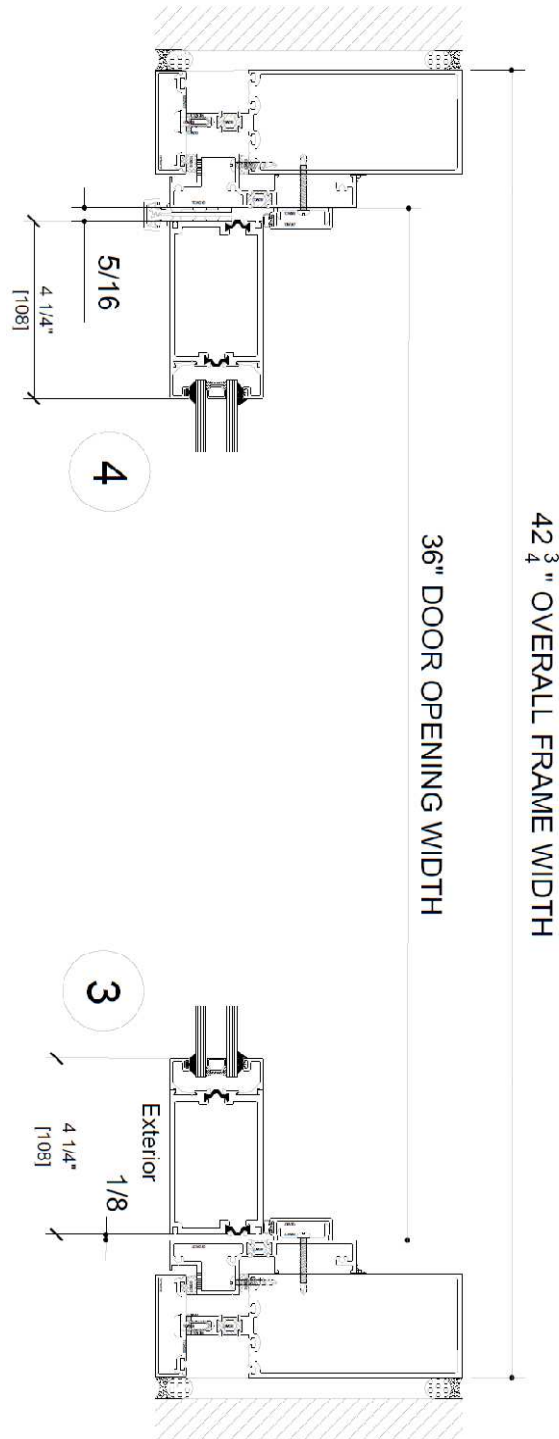 42 3/4" OVERALL FRAME WIDTH
36" DOOR OPENING WIDTH
5/16
4 1/4"
[108]
4
3
Exterior
1/8
4 1/4"
[108]